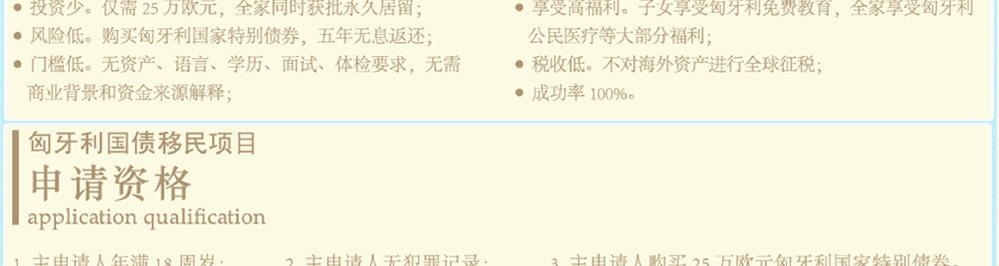 ● 投资少。仅需 25 万欧元，全家同时获批永久居留；
● 风险低。购买匈牙利国家特别债券，五年无息返还；
● 门槛低。无资产、语言、学历、面试、体检要求，无需
商业背景和资金来源解释；
● 享受高福利。子女享受匈牙利免费教育，全家享受匈牙利
公民医疗等大部分福利；
● 税收低。不对海外资产进行全球征税；
● 成功率 100%。
匈牙利国债移民项目
申请资格
application qualification
1. 主申请人年满 18 周岁； 2. 主申请人无犯罪记录； 3. 主申请人购买 25 万欧元匈牙利国家特别债券。